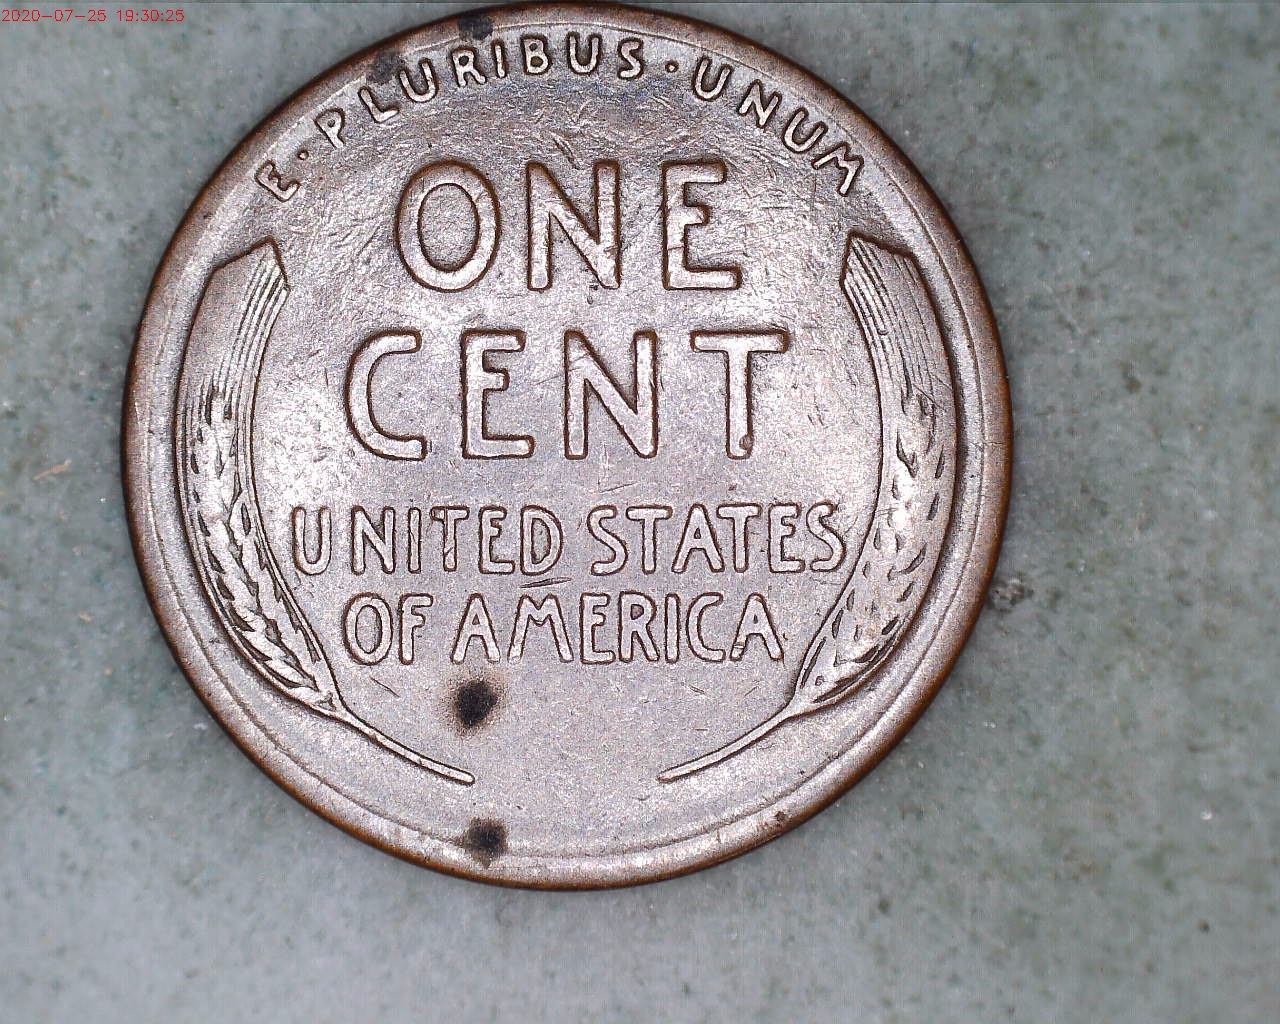 2020-07-25 19:30:25
E·PLURIBUS·UNUM
ONE
CENT
UNITED STATES
OF AMERICA